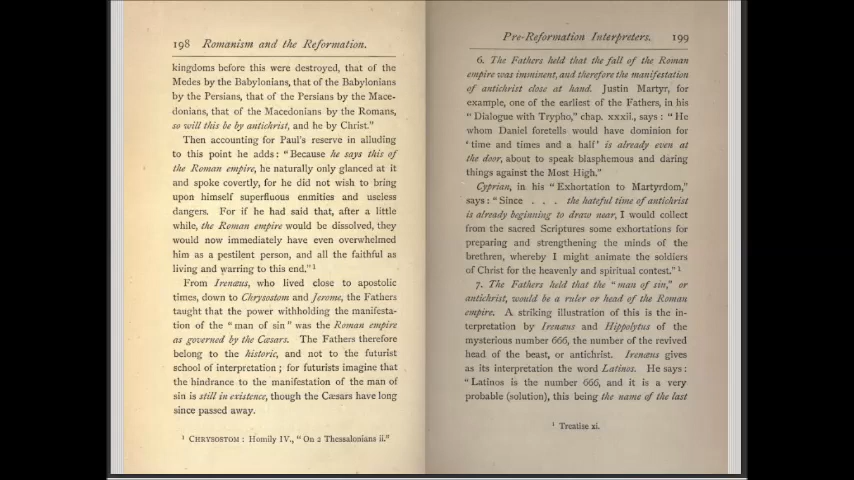 198 Romanism and the Reformation.
kingdoms before this were destroyed, that of the
Medes by the Babylonians, that of the Babylonians
by the Persians, that of the Persians by the Mace-
donians, that of the Macedonians by the Romans,
so will this be by antichrist, and he by Christ."
Then accounting for Paul's reserve in alluding
to this point he adds: "Because he says this of
the Roman empire, he naturally only glanced at it
and spoke covertly, for he did not wish to bring
upon himself superfluous enmities and useless
dangers. For if he had said that, after a little
while, the Roman empire would be dissolved, they
would now immediately have even overwhelmed
him as a pestilent person, and all the faithful as
living and warring to this end."1
From Irenæus, who lived close to apostolic
times, down to Chrysostom and Jerome, the Fathers
taught that the power withholding the manifesta-
tion of the "man of sin" was the Roman empire
as governed by the Cæsars. The Fathers therefore
belong to the historic, and not to the futurist
school of interpretation; for futurists imagine that
the hindrance to the manifestation of the man of
sin is still in existence, though the Cæsars have long
since passed away.
1 CHRYSOSTOM: Homily IV., "On 2 Thessalonians ii."
Pre-Reformation Interpreters. 199
6. The Fathers held that the fall of the Roman
empire was imminent, and therefore the manifestation
of antichrist close at hand. Justin Martyr, for
example, one of the earliest of the Fathers, in his
"Dialogue with Trypho," chap. xxxii., says: "He
whom Daniel foretells would have dominion for
'time and times and a half' is already even at
the door, about to speak blasphemous and daring
things against the Most High."
Cyprian, in his "Exhortation to Martyrdom,"
says: "Since . . . the hateful time of antichrist
is already beginning to draw near, I would collect
from the sacred Scriptures some exhortations for
preparing and strengthening the minds of the
brethren, whereby I might animate the soldiers
of Christ for the heavenly and spiritual contest."1
7. The Fathers held that the "man of sin," or
antichrist, would be a ruler or head of the Roman
empire. A striking illustration of this is the in-
terpretation by Irenæus and Hippolytus of the
mysterious number 666, the number of the revived
head of the beast, or antichrist. Irenæus gives
as its interpretation the word Latinos. He says:
"Latinos is the number 666, and it is a very
probable (solution), this being the name of the last
1 Treatise xi.